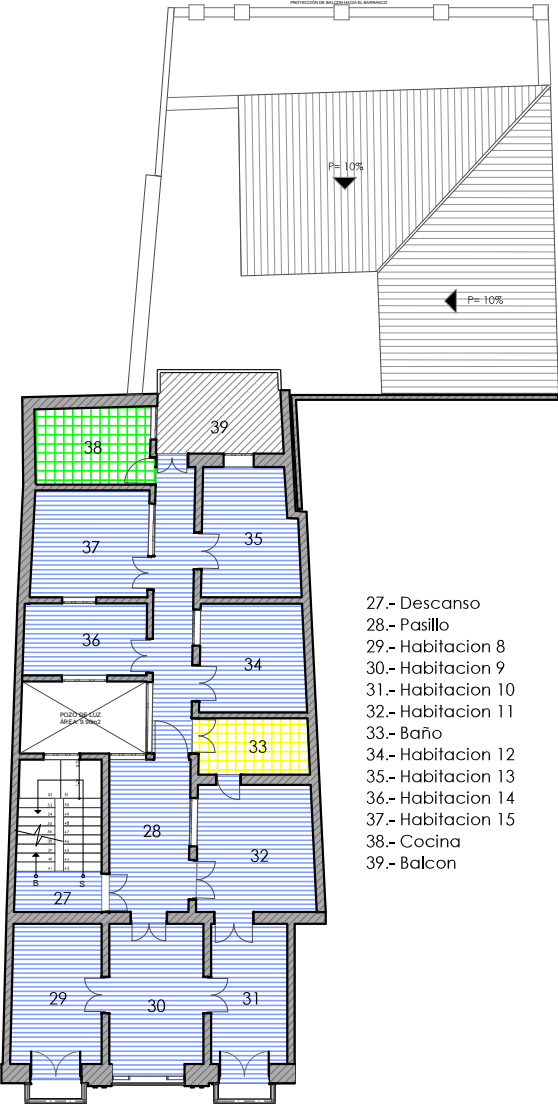 PROYECCIÓN DE BALCÓN HACIA EL BARRANCO
P= 10%
P= 10%
39
38
35
37
36
34
POZO DE LUZ
ÁREA: 9.90m2
33
28
32
27
B
S
29
30
31
27.- Descanso
28.- Pasillo
29.- Habitacion 8
30.- Habitacion 9
31.- Habitacion 10
32.- Habitacion 11
33.- Baño
34.- Habitacion 12
35.- Habitacion 13
36.- Habitacion 14
37.- Habitacion 15
38.- Cocina
39.- Balcon